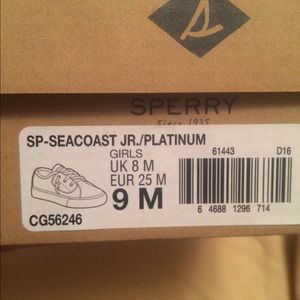 S
SPERRY
Since 1935
SP-SEACOAST JR./PLATINUM
GIRLS
UK 8 M
EUR 25 M
9 M
CG56246
61443 D16
6 4688 1296 714